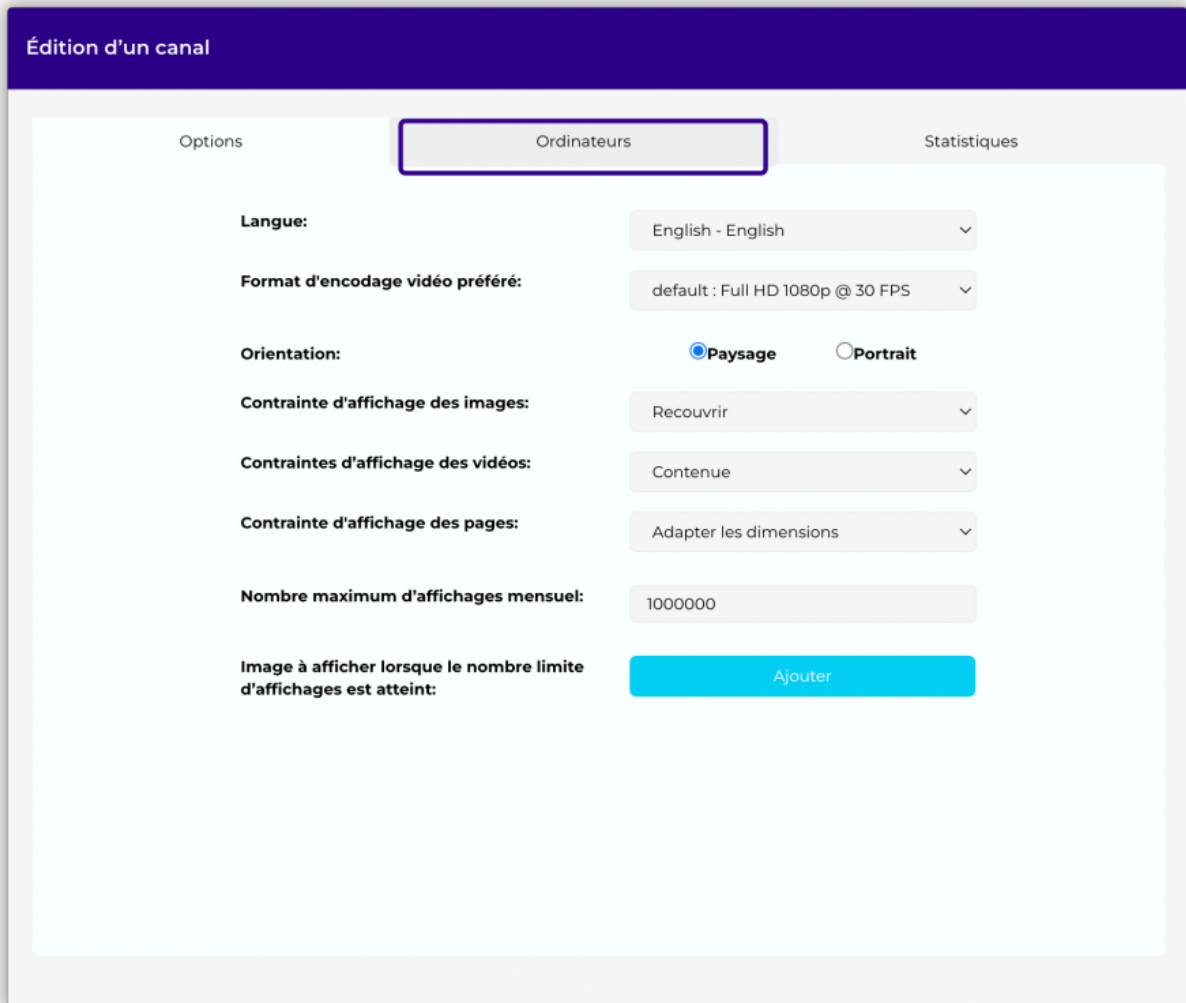 Édition d’un canal
Options Ordinateurs Statistiques
Langue: English - English
Format d'encodage vidéo préféré: default : Full HD 1080p @ 30 FPS
Orientation: Paysage Portrait
Contrainte d'affichage des images: Recouvrir
Contraintes d’affichage des vidéos: Contenue
Contrainte d'affichage des pages: Adapter les dimensions
Nombre maximum d’affichages mensuel: 1000000
Image à afficher lorsque le nombre limite
d’affichages est atteint:
Ajouter